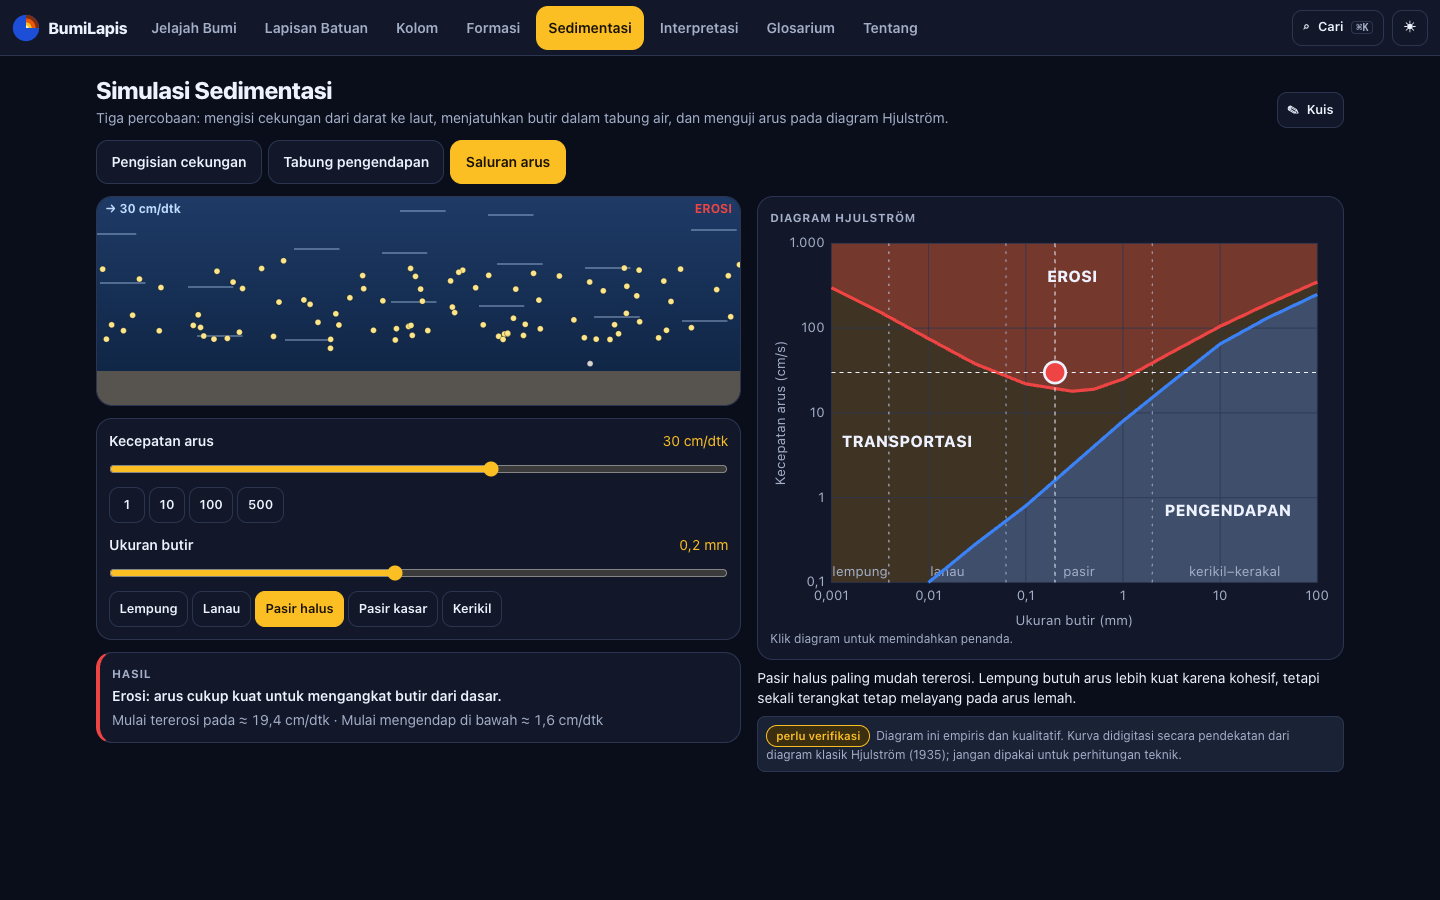 BumiLapis
Jelajah Bumi
Lapisan Batuan
Kolom
Formasi
Sedimentasi
Interpretasi
Glosarium
Tentang
Cari ⌘K
Simulasi Sedimentasi
Tiga percobaan: mengisi cekungan dari darat ke laut, menjatuhkan butir dalam tabung air, dan menguji arus pada diagram Hjulström.
Kuis
Pengisian cekungan
Tabung pengendapan
Saluran arus
→ 30 cm/dtk
EROSI
Kecepatan arus
30 cm/dtk
1
10
100
500
Ukuran butir
0,2 mm
Lempung
Lanau
Pasir halus
Pasir kasar
Kerikil
HASIL
Erosi: arus cukup kuat untuk mengangkat butir dari dasar.
Mulai tererosi pada ≈ 19,4 cm/dtk · Mulai mengendap di bawah ≈ 1,6 cm/dtk
DIAGRAM HJULSTRÖM
1.000
100
10
1
0,1
Kecepatan arus (cm/s)
EROSI
TRANSPORTASI
PENGENDAPAN
lempung
lanau
pasir
kerikil–kerakal
0,001
0,01
0,1
1
10
100
Ukuran butir (mm)
Klik diagram untuk memindahkan penanda.
Pasir halus paling mudah tererosi. Lempung butuh arus lebih kuat karena kohesif, tetapi
sekali terangkat tetap melayang pada arus lemah.
perlu verifikasi Diagram ini empiris dan kualitatif. Kurva didigitasi secara pendekatan dari
diagram klasik Hjulström (1935); jangan dipakai untuk perhitungan teknik.